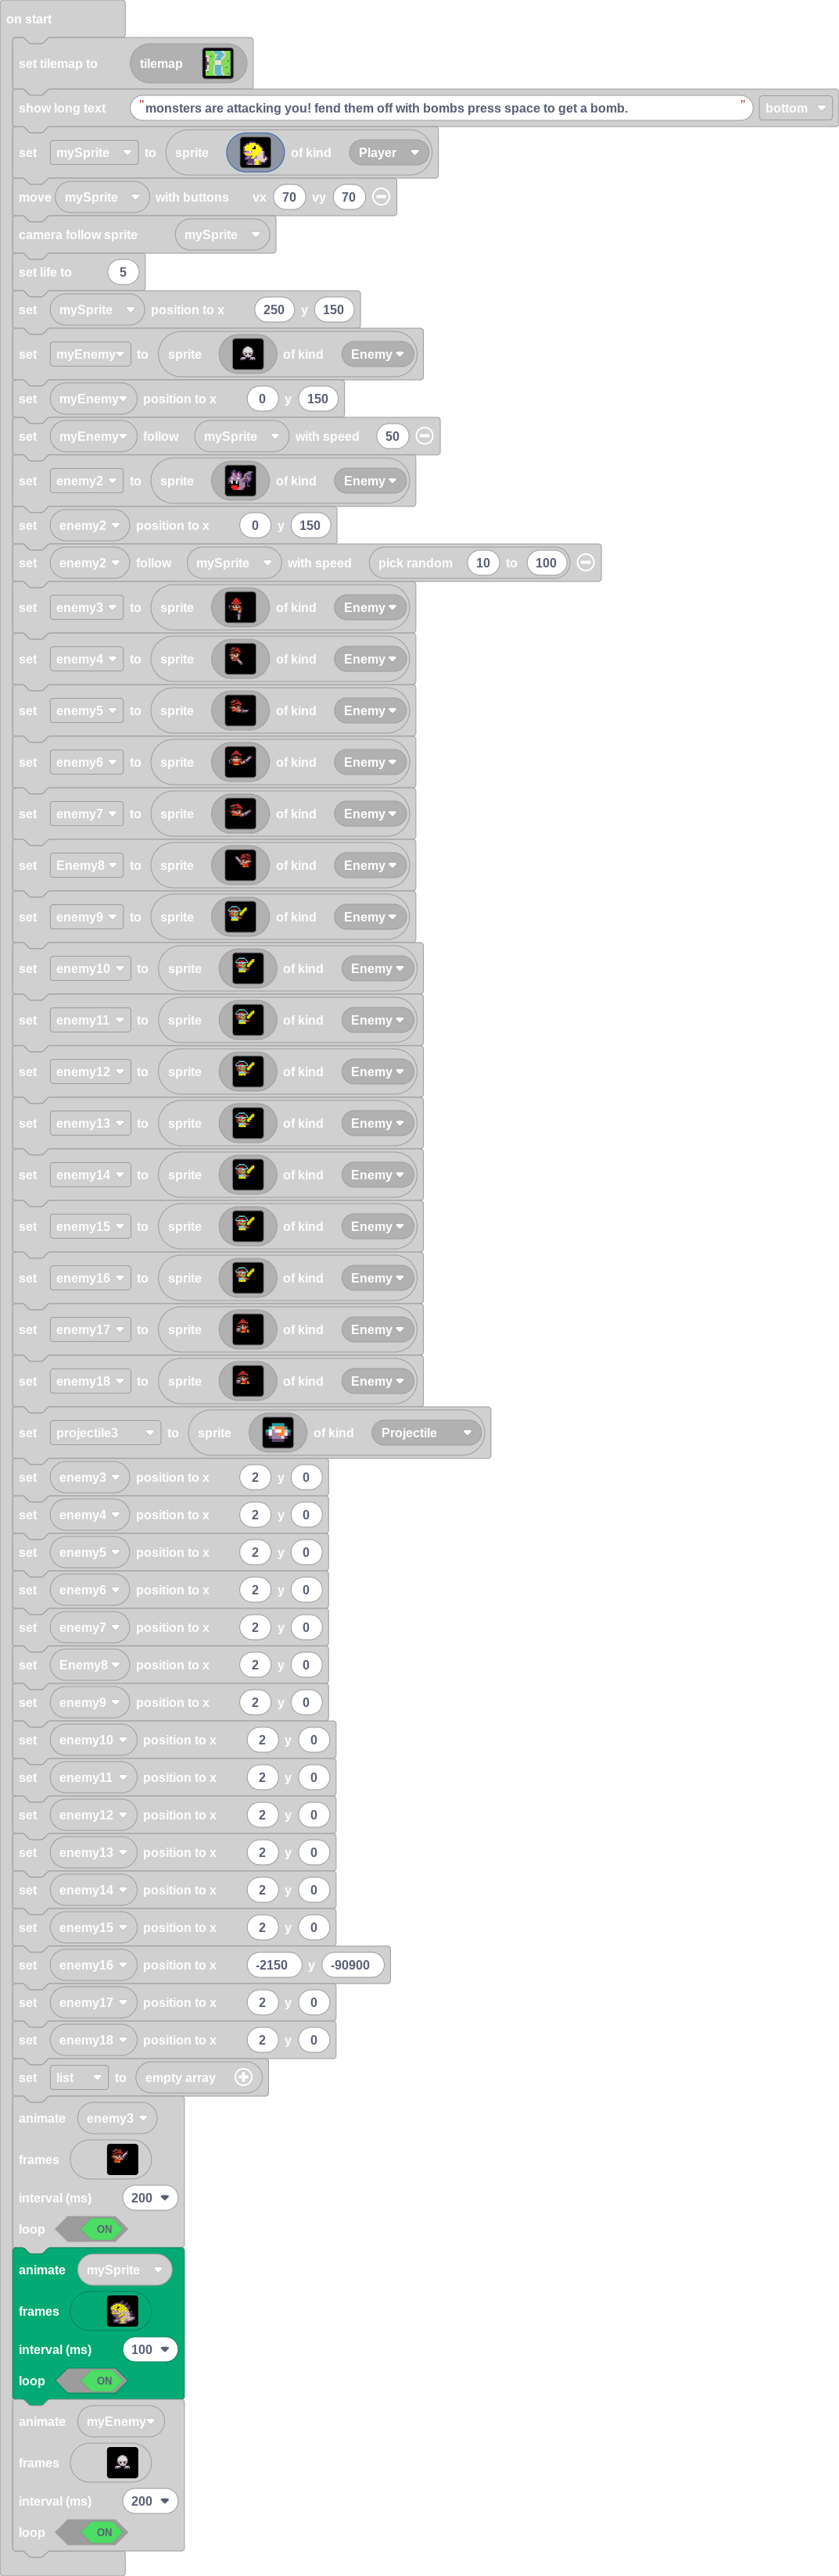 on start
set tilemap to tilemap
show long text "monsters are attacking you! fend them off with bombs press space to get a bomb." bottom
set mySprite to sprite of kind Player
move mySprite with buttons vx 70 vy 70
camera follow sprite mySprite
set life to 5
set mySprite position to x 250 y 150
set myEnemy to sprite of kind Enemy
set myEnemy position to x 0 y 150
set myEnemy follow mySprite with speed 50
set enemy2 to sprite of kind Enemy
set enemy2 position to x 0 y 150
set enemy2 follow mySprite with speed pick random 10 to 100
set enemy3 to sprite of kind Enemy
set enemy4 to sprite of kind Enemy
set enemy5 to sprite of kind Enemy
set enemy6 to sprite of kind Enemy
set enemy7 to sprite of kind Enemy
set Enemy8 to sprite of kind Enemy
set enemy9 to sprite of kind Enemy
set enemy10 to sprite of kind Enemy
set enemy11 to sprite of kind Enemy
set enemy12 to sprite of kind Enemy
set enemy13 to sprite of kind Enemy
set enemy14 to sprite of kind Enemy
set enemy15 to sprite of kind Enemy
set enemy16 to sprite of kind Enemy
set enemy17 to sprite of kind Enemy
set enemy18 to sprite of kind Enemy
set projectile3 to sprite of kind Projectile
set enemy3 position to x 2 y 0
set enemy4 position to x 2 y 0
set enemy5 position to x 2 y 0
set enemy6 position to x 2 y 0
set enemy7 position to x 2 y 0
set Enemy8 position to x 2 y 0
set enemy9 position to x 2 y 0
set enemy10 position to x 2 y 0
set enemy11 position to x 2 y 0
set enemy12 position to x 2 y 0
set enemy13 position to x 2 y 0
set enemy14 position to x 2 y 0
set enemy15 position to x 2 y 0
set enemy16 position to x -2150 y -90900
set enemy17 position to x 2 y 0
set enemy18 position to x 2 y 0
set list to empty array
animate enemy3
frames
interval (ms) 200
loop ON
animate mySprite
frames
interval (ms) 100
loop ON
animate myEnemy
frames
interval (ms) 200
loop ON